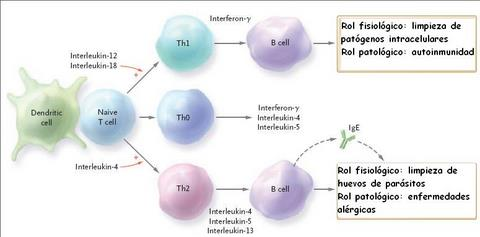 Interferon-γ
Rol fisiológico: limpieza de
patógenos intracelulares
Rol patológico: autoinmunidad
Th1
B cell
Interleukin-12
Interleukin-18
+
Dendritic
cell
Naive
T cell
Th0
Interferon-γ
Interleukin-4
Interleukin-5
IgE
Interleukin-4
+
Th2
B cell
Rol fisiológico: limpieza de
huevos de parásitos
Rol patológico: enfermedades
alérgicas
Interleukin-4
Interleukin-5
Interleukin-13